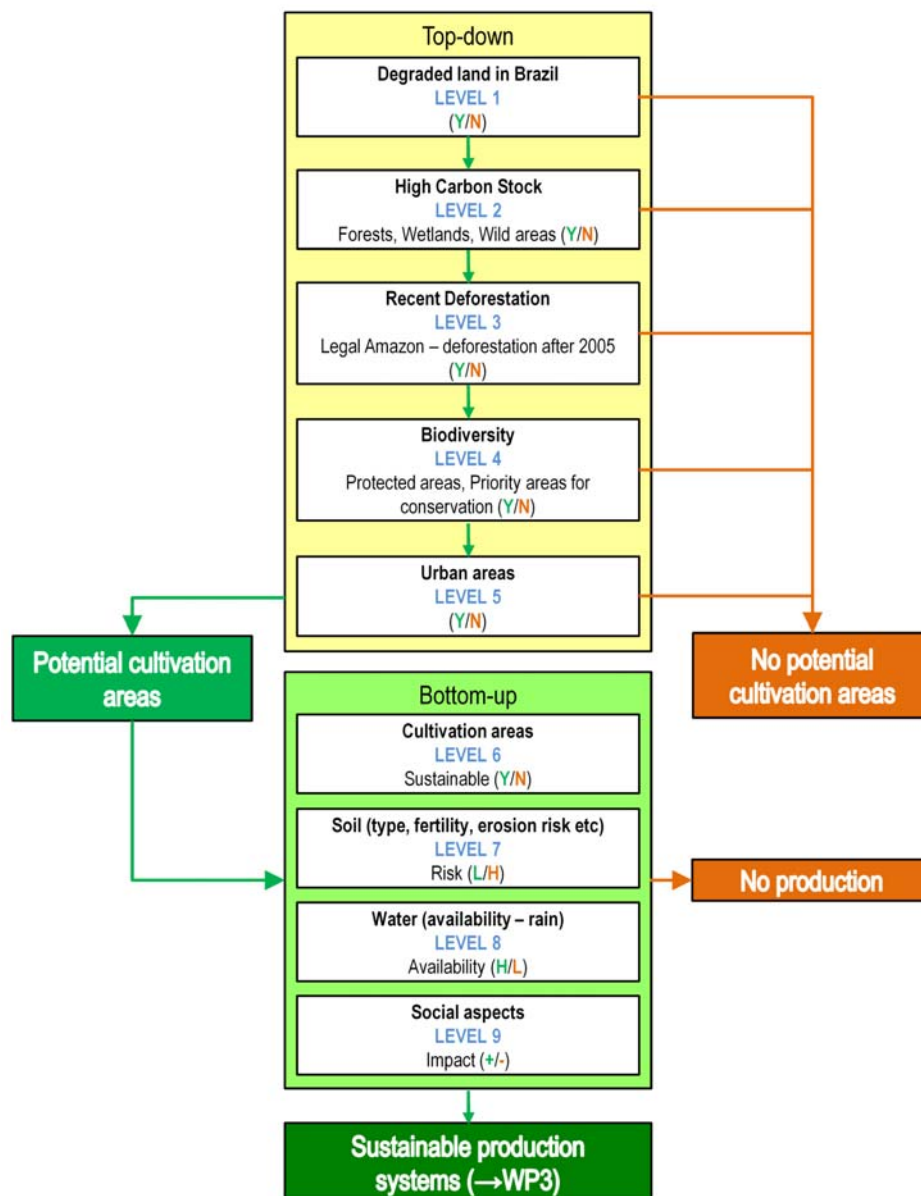 Top-down
Degraded land in Brazil
LEVEL 1
(Y/N)
High Carbon Stock
LEVEL 2
Forests, Wetlands, Wild areas (Y/N)
Recent Deforestation
LEVEL 3
Legal Amazon – deforestation after 2005
(Y/N)
Biodiversity
LEVEL 4
Protected areas, Priority areas for
conservation (Y/N)
Urban areas
LEVEL 5
(Y/N)
Potential cultivation
areas
No potential
cultivation areas
Bottom-up
Cultivation areas
LEVEL 6
Sustainable (Y/N)
Soil (type, fertility, erosion risk etc)
LEVEL 7
Risk (L/H)
No production
Water (availability – rain)
LEVEL 8
Availability (H/L)
Social aspects
LEVEL 9
Impact (+/-)
Sustainable production
systems (→WP3)